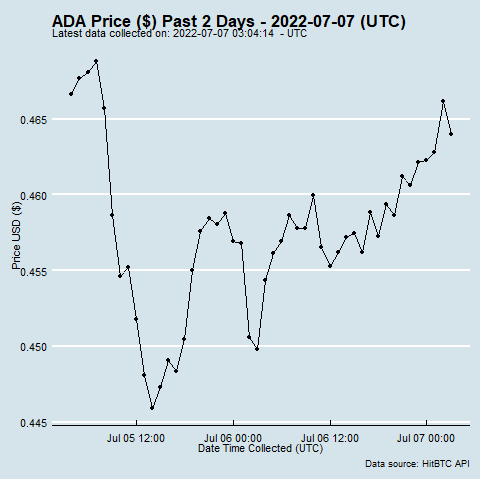 ADA Price ($) Past 2 Days - 2022-07-07 (UTC)
Latest data collected on: 2022-07-07 03:04:14  - UTC
0.465
0.460
0.455
0.450
0.445
Price USD ($)
Jul 05 12:00
Jul 06 00:00
Jul 06 12:00
Jul 07 00:00
Date Time Collected (UTC)
Data source: HitBTC API